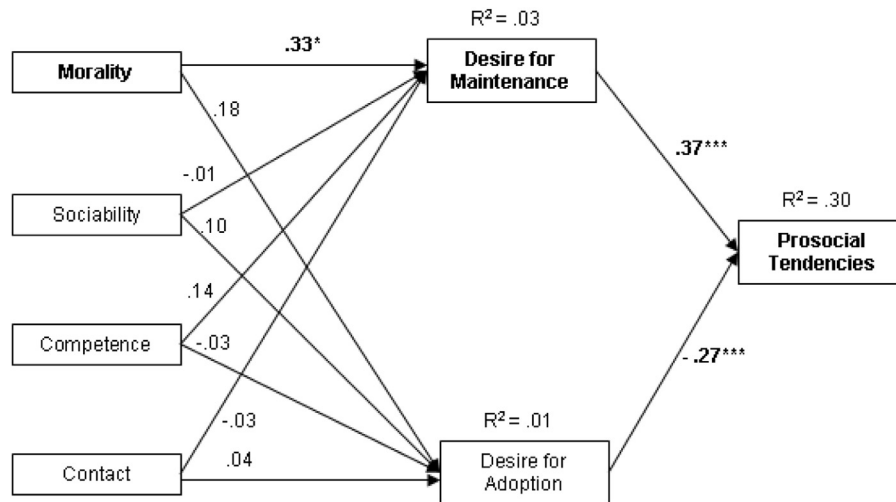 R² = .03
.33*
Morality
Desire for
Maintenance
.18
.37***
-.01
R² = .30
Sociability
.10
Prosocial
Tendencies
.14
Competence
-.03
- .27***
-.03
R² = .01
.04
Contact
Desire for
Adoption